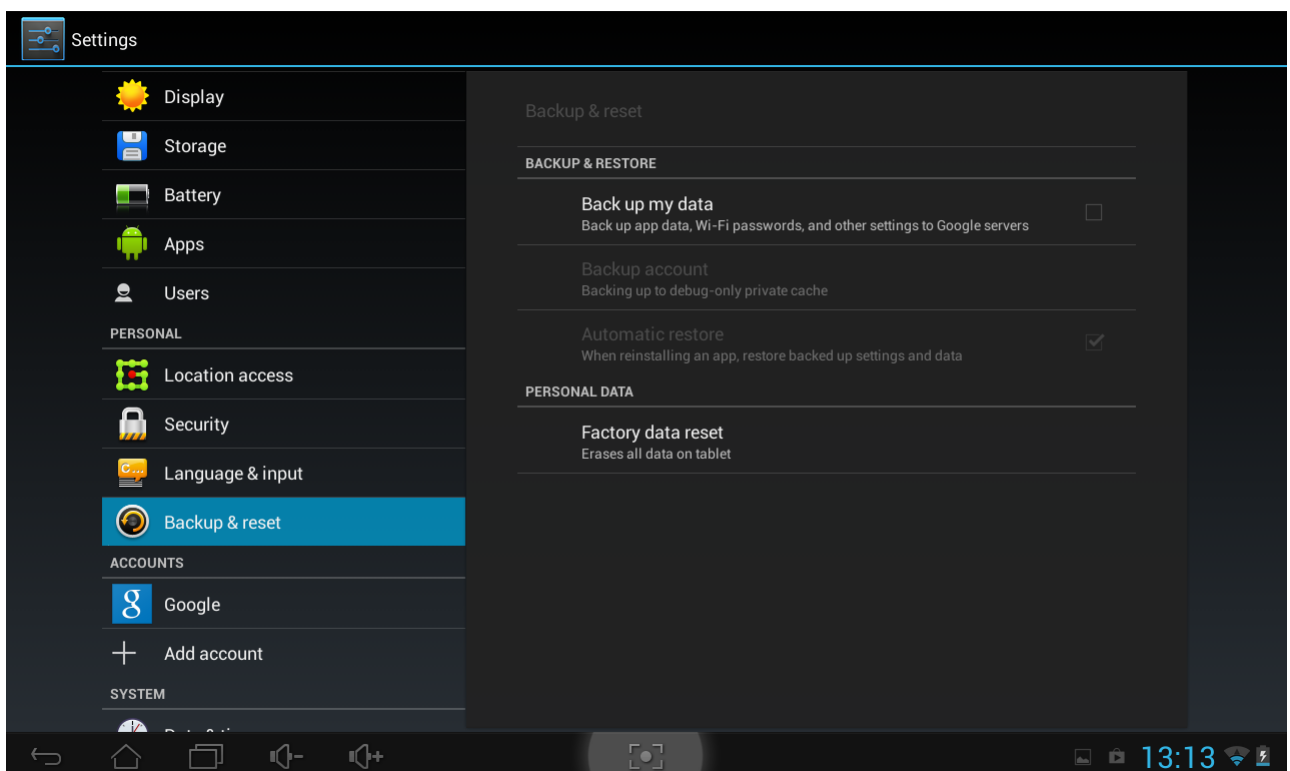 Settings
Display
Storage
Battery
Apps
Users
PERSONAL
Location access
Security
C...
Language & input
Backup & reset
ACCOUNTS
g
Google
Add account
SYSTEM
Backup & reset
BACKUP & RESTORE
Back up my data
Back up app data, Wi-Fi passwords, and other settings to Google servers
Backup account
Backing up to debug-only private cache
Automatic restore
When reinstalling an app, restore backed up settings and data
PERSONAL DATA
Factory data reset
Erases all data on tablet
13:13